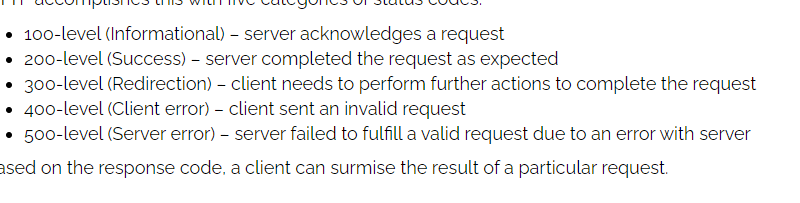 accomplishes this with five categories of status codes:
• 100-level (Informational) – server acknowledges a request
• 200-level (Success) – server completed the request as expected
• 300-level (Redirection) – client needs to perform further actions to complete the request
• 400-level (Client error) – client sent an invalid request
• 500-level (Server error) – server failed to fulfill a valid request due to an error with server
ased on the response code, a client can surmise the result of a particular request.